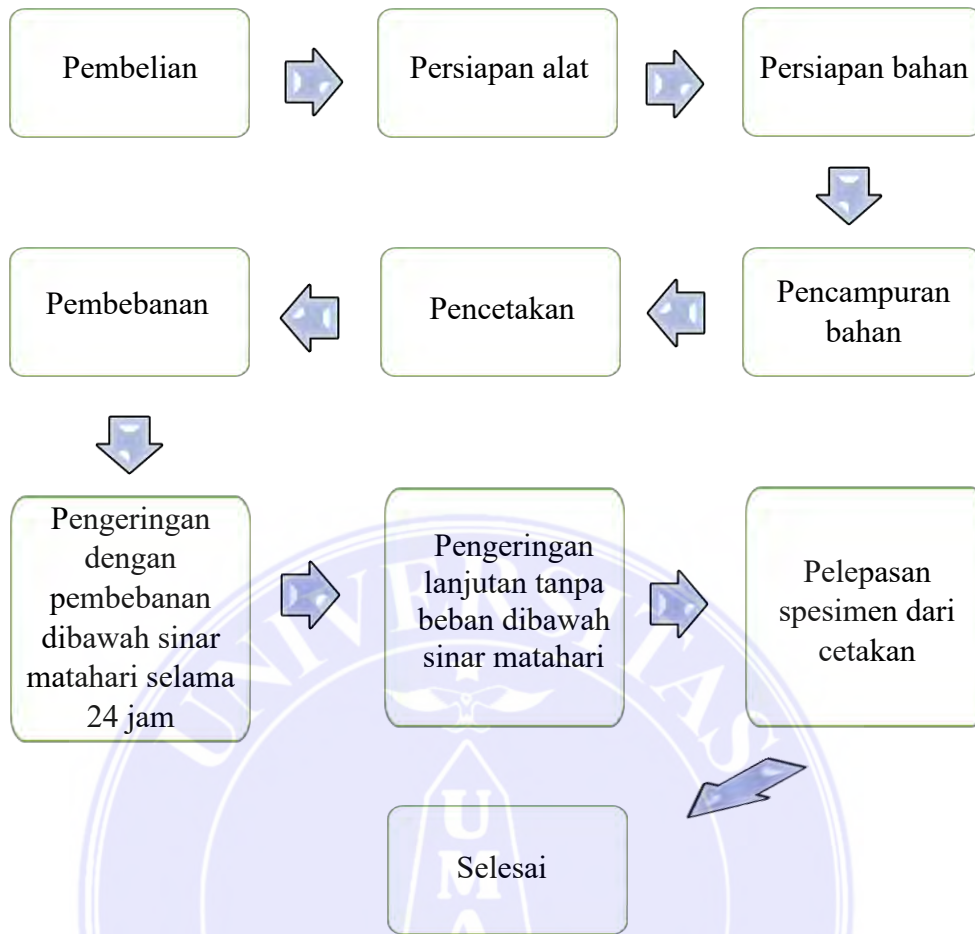 Pembelian
Persiapan alat
Persiapan bahan
Pencampuran
bahan
Pencetakan
Pembebanan
Pengeringan
dengan
pembebanan
dibawah sinar
matahari selama
24 jam
Pengeringan
lanjutan tanpa
beban dibawah
sinar matahari
Pelepasan
spesimen dari
cetakan
Selesai
UNIVERSITAS
U
M
A